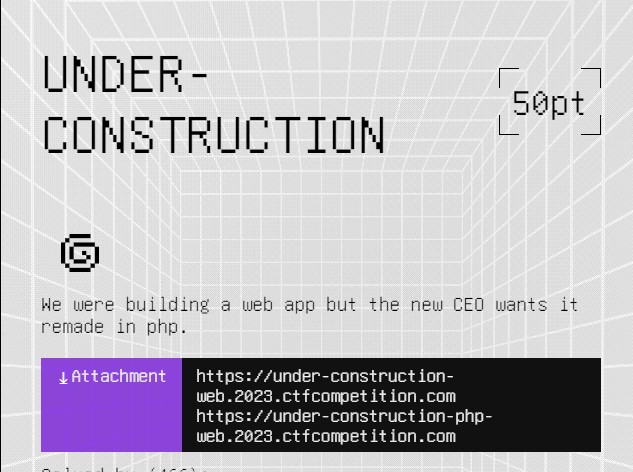 UNDER-
CONSTRUCTION
50pt
We were building a web app but the new CEO wants it
remade in php.
Attachment
https://under-construction-
web.2023.ctfcompetition.com
https://under-construction-php-
web.2023.ctfcompetition.com